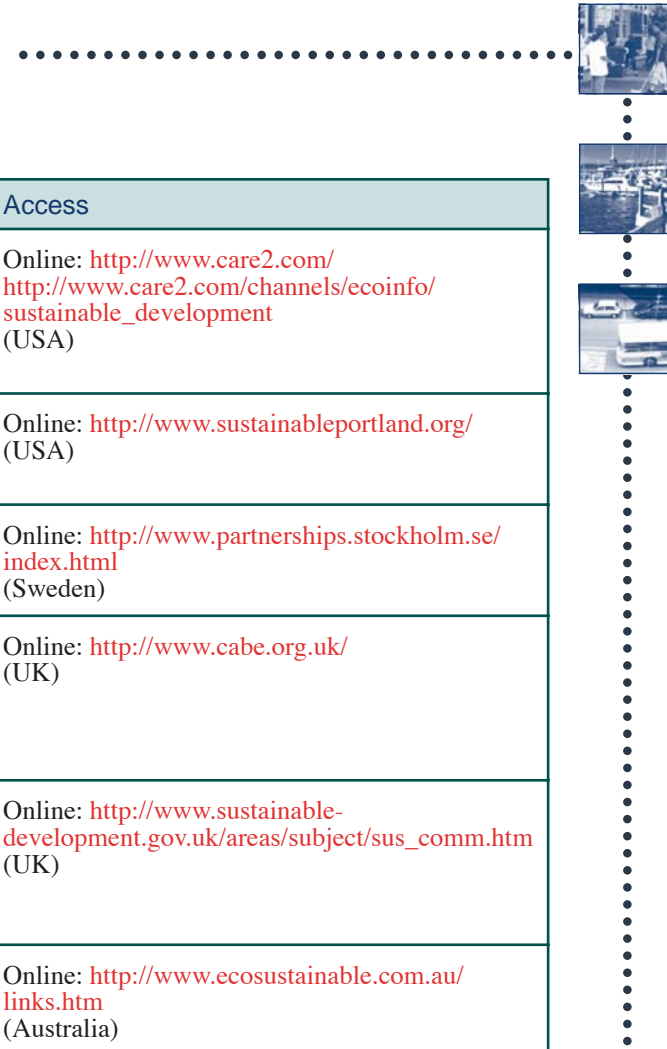 Access
Online: http://www.care2.com/
http://www.care2.com/channels/ecoinfo/
sustainable_development
(USA)
Online: http://www.sustainableportland.org/
(USA)
Online: http://www.partnerships.stockholm.se/
index.html
(Sweden)
Online: http://www.cabe.org.uk/
(UK)
Online: http://www.sustainable-
development.gov.uk/areas/subject/sus_comm.htm
(UK)
Online: http://www.ecosustainable.com.au/
links.htm
(Australia)